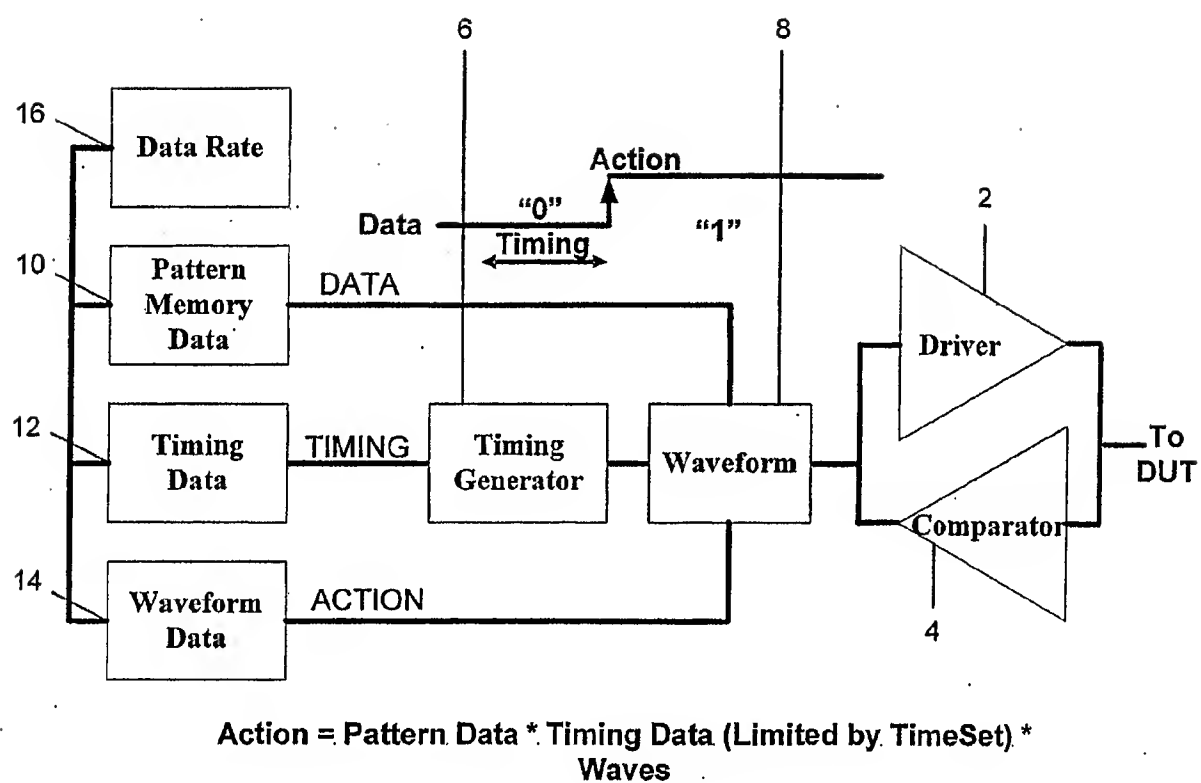 6
8
16
Data Rate
Action
2
"0"
Data
"1"
Timing
10
Pattern
Memory
Data
DATA
Driver
12
Timing
Data
TIMING
Timing
Generator
Waveform
To
DUT
Comparator
14
Waveform
Data
ACTION
4
Action = Pattern Data * Timing Data (Limited by TimeSet) *
Waves